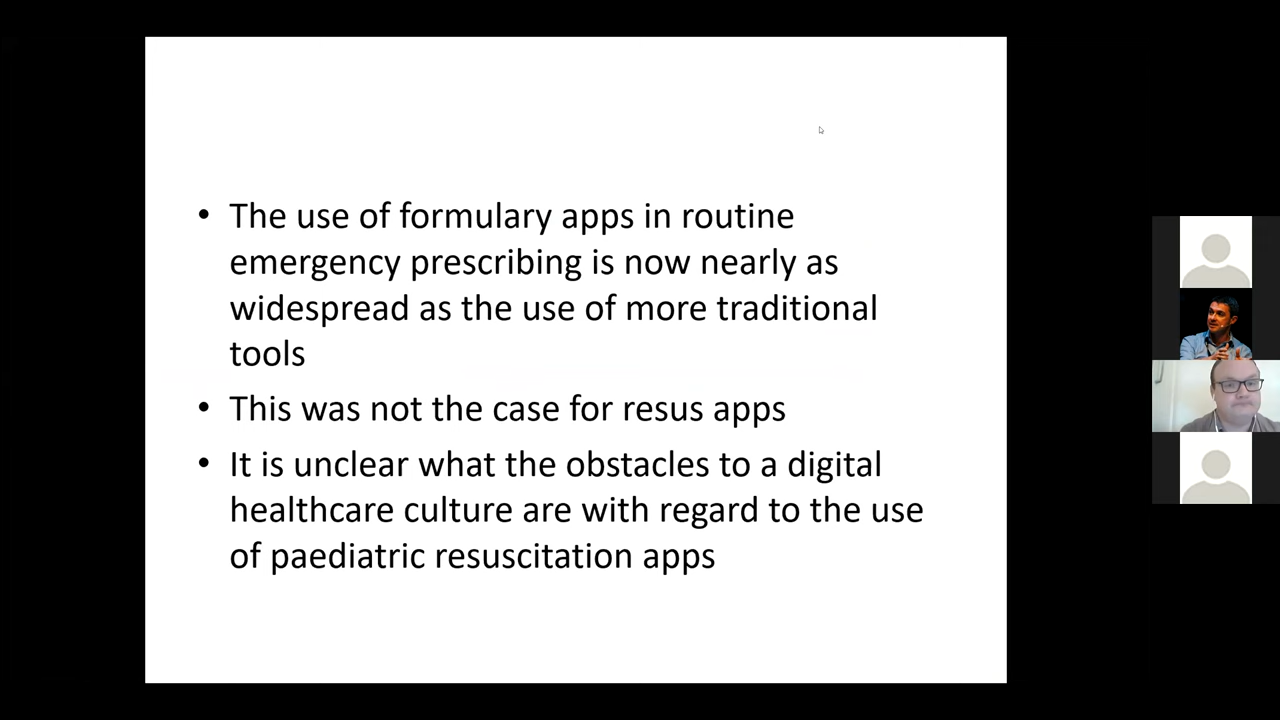 • The use of formulary apps in routine
emergency prescribing is now nearly as
widespread as the use of more traditional
tools
• This was not the case for resus apps
• It is unclear what the obstacles to a digital
healthcare culture are with regard to the use
of paediatric resuscitation apps